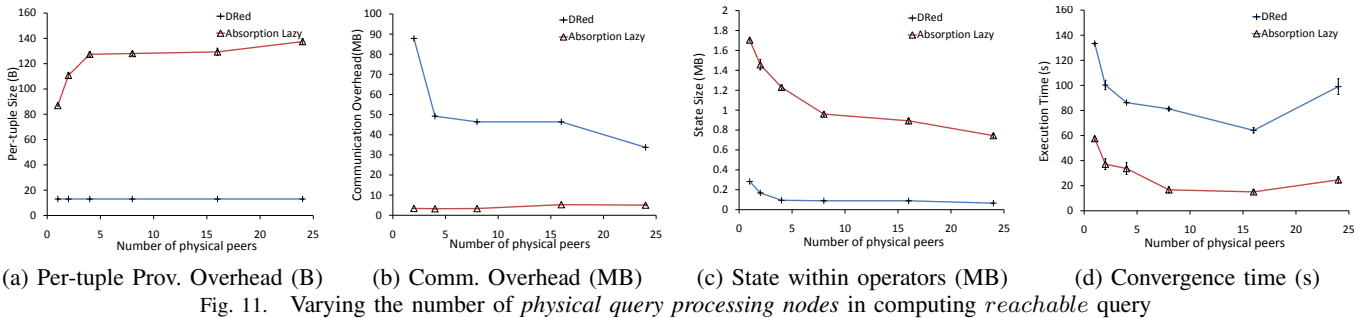 Per-tuple Size (B)
160
140
120
100
80
60
40
20
0
0 5 10 15 20 25
Number of physical peers
DRed
Absorption Lazy
(a) Per-tuple Prov. Overhead (B)
Communication Overhead(MB)
100
90
80
70
60
50
40
30
20
10
0
0 5 10 15 20 25
Number of physical peers
DRed
Absorption Lazy
(b) Comm. Overhead (MB)
State Size (MB)
2
1.8
1.6
1.4
1.2
1
0.8
0.6
0.4
0.2
0
0 5 10 15 20 25
Number of physical peers
DRed
Absorption Lazy
(c) State within operators (MB)
Execution Time (s)
160
140
120
100
80
60
40
20
0
0 5 10 15 20 25
Number of physical peers
DRed
Absorption Lazy
(d) Convergence time (s)
Fig. 11. Varying the number of physical query processing nodes in computing reachable query